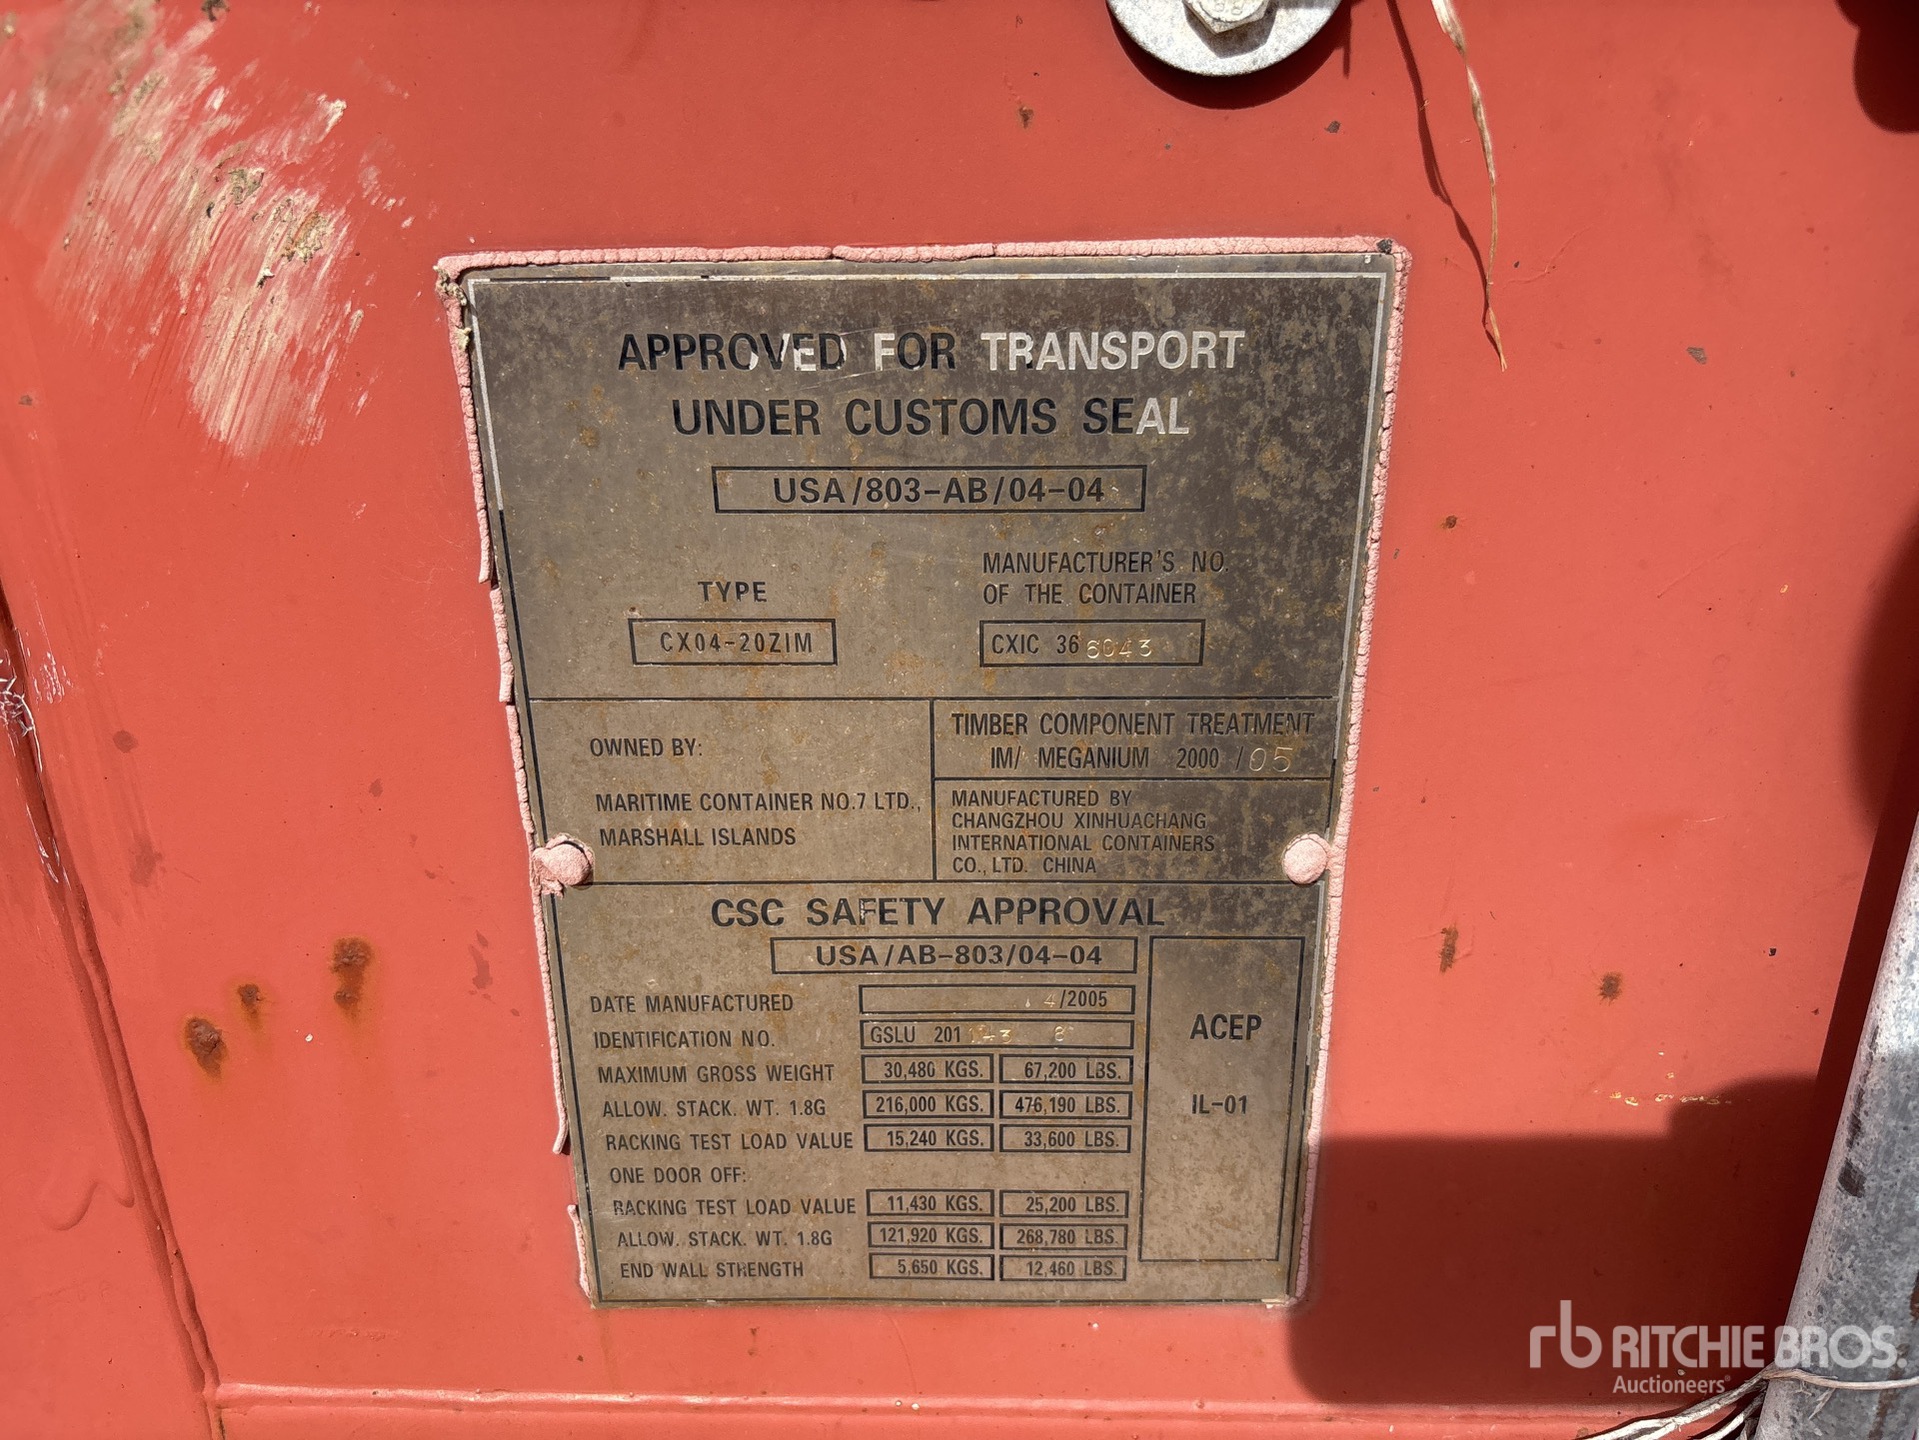 APPROVED FOR TRANSPORT
UNDER CUSTOMS SEAL
USA/803-AB/04-04
TYPE
CX04-20ZIM
MANUFACTURER'S NO.
OF THE CONTAINER
CXIC 36 6043
OWNED BY:
MARITIME CONTAINER NO.7 LTD.,
MARSHALL ISLANDS
TIMBER COMPONENT TREATMENT
IM/ MEGANIUM 2000 /05
MANUFACTURED BY
CHANGZHOU XINHUACHANG
INTERNATIONAL CONTAINERS
CO., LTD. CHINA
CSC SAFETY APPROVAL
USA/AB-803/04-04
DATE MANUFACTURED 4/2005
IDENTIFICATION NO. GSLU 201 8
MAXIMUM GROSS WEIGHT 30,480 KGS. 67,200 LBS.
ALLOW. STACK. WT. 1.8G 216,000 KGS. 476,190 LBS.
RACKING TEST LOAD VALUE 15,240 KGS. 33,600 LBS.
ONE DOOR OFF:
RACKING TEST LOAD VALUE 11,430 KGS. 25,200 LBS.
ALLOW. STACK. WT. 1.8G 121,920 KGS. 268,780 LBS.
END WALL STRENGTH 5,650 KGS. 12,460 LBS.
ACEP
IL-01
rb RITCHIE BROS.
Auctioneers